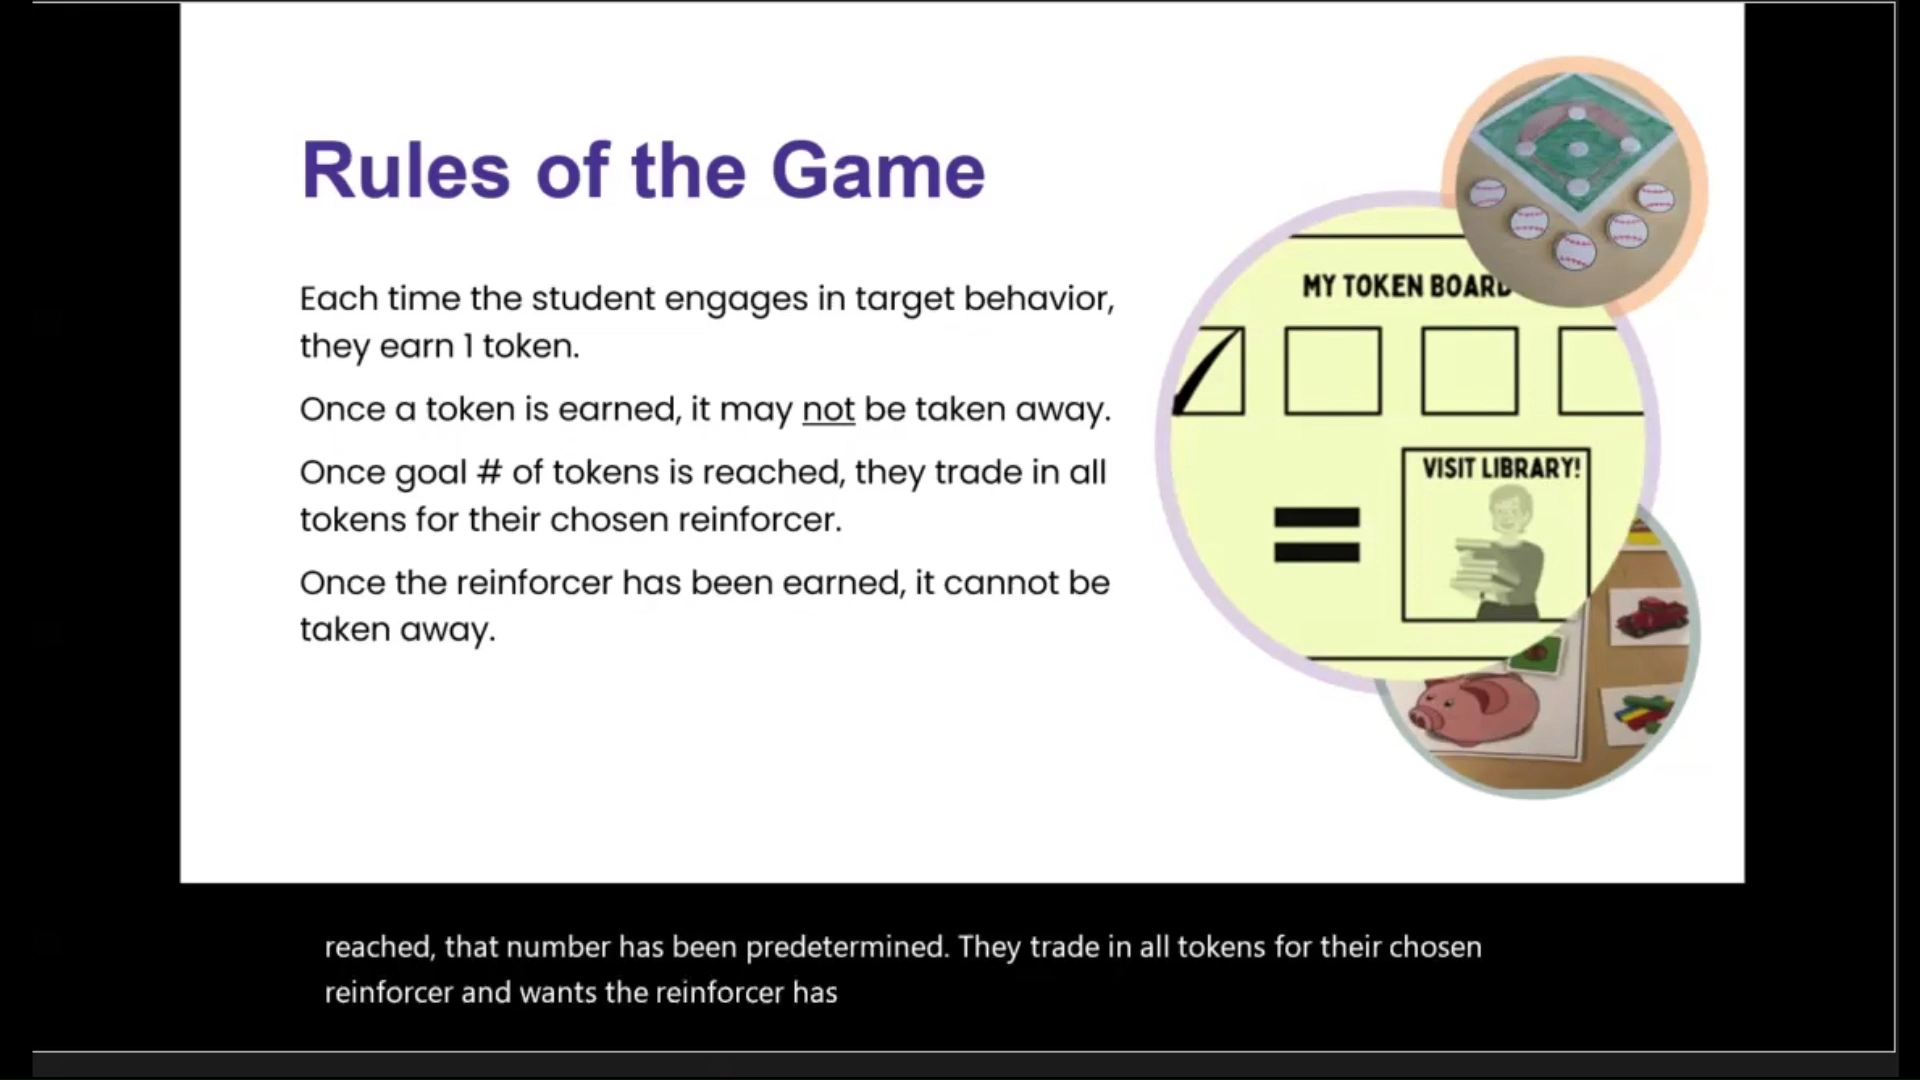 Rules of the Game
Each time the student engages in target behavior,
they earn 1 token.
Once a token is earned, it may not be taken away.
Once goal # of tokens is reached, they trade in all
tokens for their chosen reinforcer.
Once the reinforcer has been earned, it cannot be
taken away.
MY TOKEN BOARD
VISIT LIBRARY!
reached, that number has been predetermined. They trade in all tokens for their chosen
reinforcer and wants the reinforcer has